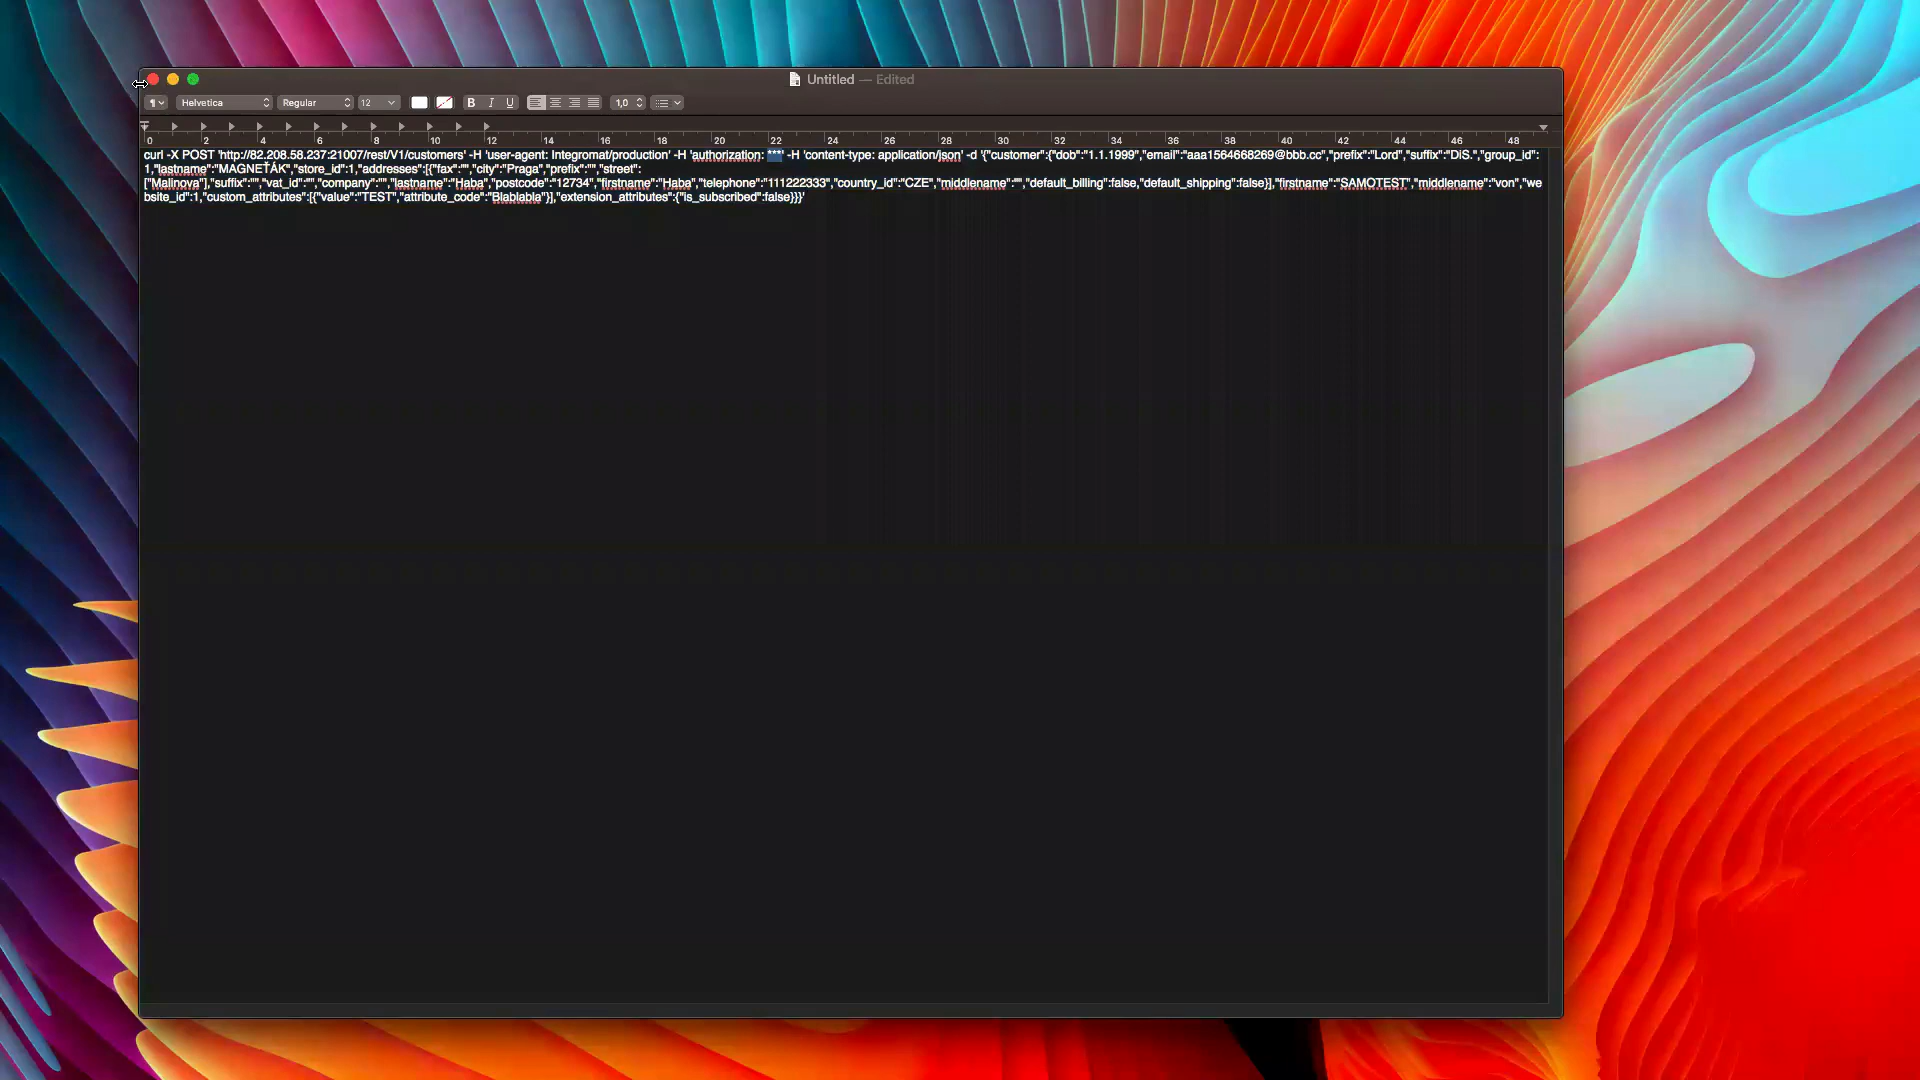 Untitled — Edited
¶ Helvetica Regular 12 B I U 1,0
0 2 4 6 8 10 12 14 16 18 20 22 24 26 28 30 32 34 36 38 40 42 44 46 48
curl -X POST 'http://82.208.58.237:21007/rest/V1/customers' -H 'user-agent: Integromat/production' -H 'authorization: ***' -H 'content-type: application/json' -d '{"customer":{"dob":"1.1.1999","email":"aaa1564668269@bbb.cc","prefix":"Lord","suffix":"DiS.","group_id":
1,"lastname":"MAGNEŤÁK","store_id":1,"addresses":[{"fax":"","city":"Praga","prefix":"","street":
["Malinova"],"suffix":"","vat_id":"","company":"","lastname":"Haba","postcode":"12734","firstname":"Haba","telephone":"111222333","country_id":"CZE","middlename":"","default_billing":false,"default_shipping":false}],"firstname":"SAMOTEST","middlename":"von","we
bsite_id":1,"custom_attributes":[{"value":"TEST","attribute_code":"Blablabla"}],"extension_attributes":{"is_subscribed":false}}}'